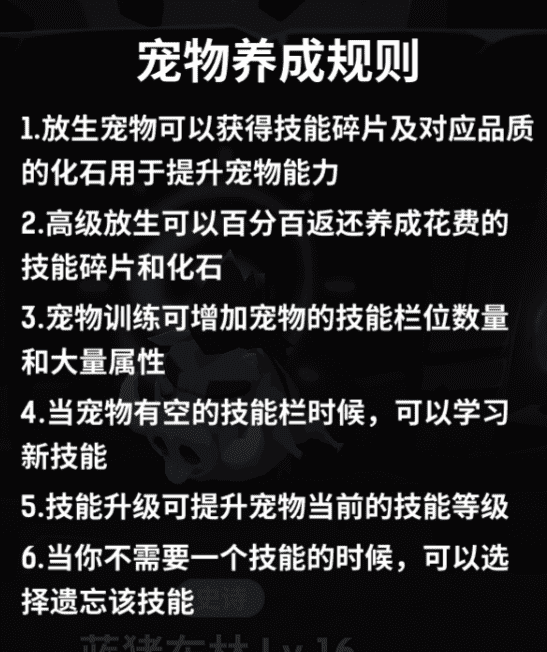 宠物养成规则
1.放生宠物可以获得技能碎片及对应品质
的化石用于提升宠物能力
2.高级放生可以百分百返还养成花费的
技能碎片和化石
3.宠物训练可增加宠物的技能栏位数量
和大量属性
4.当宠物有空的技能栏时候，可以学习
新技能
5.技能升级可提升宠物当前的技能等级
6.当你不需要一个技能的时候，可以选
择遗忘该技能